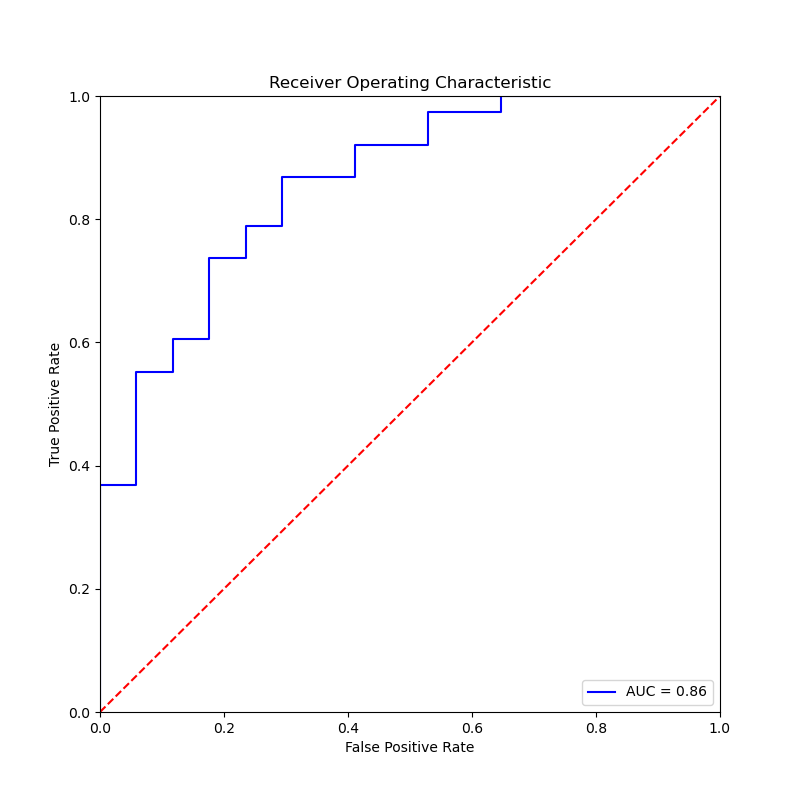 Receiver Operating Characteristic
1.0
0.8
0.6
0.4
0.2
0.0
True Positive Rate
AUC = 0.86
0.0 0.2 0.4 0.6 0.8 1.0
False Positive Rate